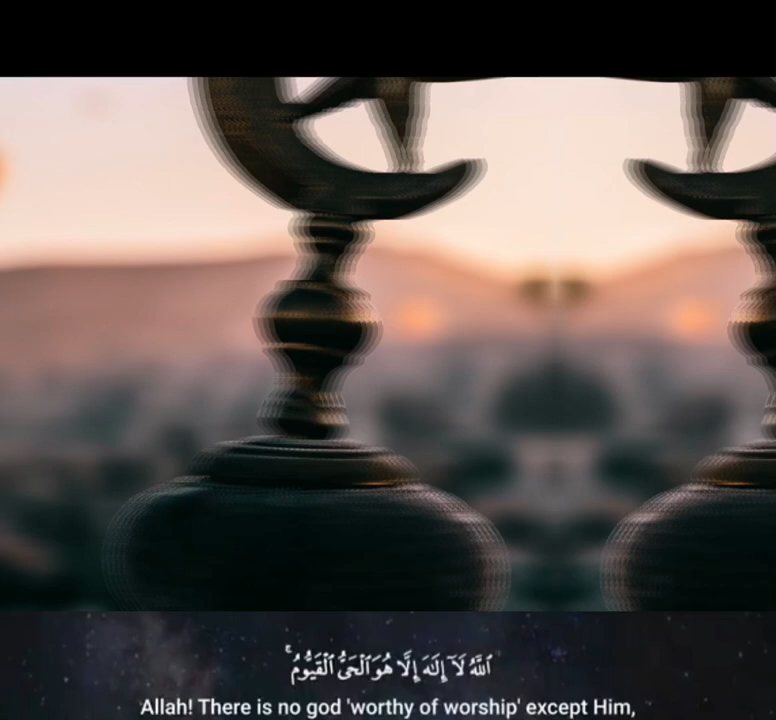 ٱللَّهُ لَآ إِلَـٰهَ إِلَّا هُوَ ٱلْحَىُّ ٱلْقَيُّومُ ۚ
Allah! There is no god 'worthy of worship' except Him,